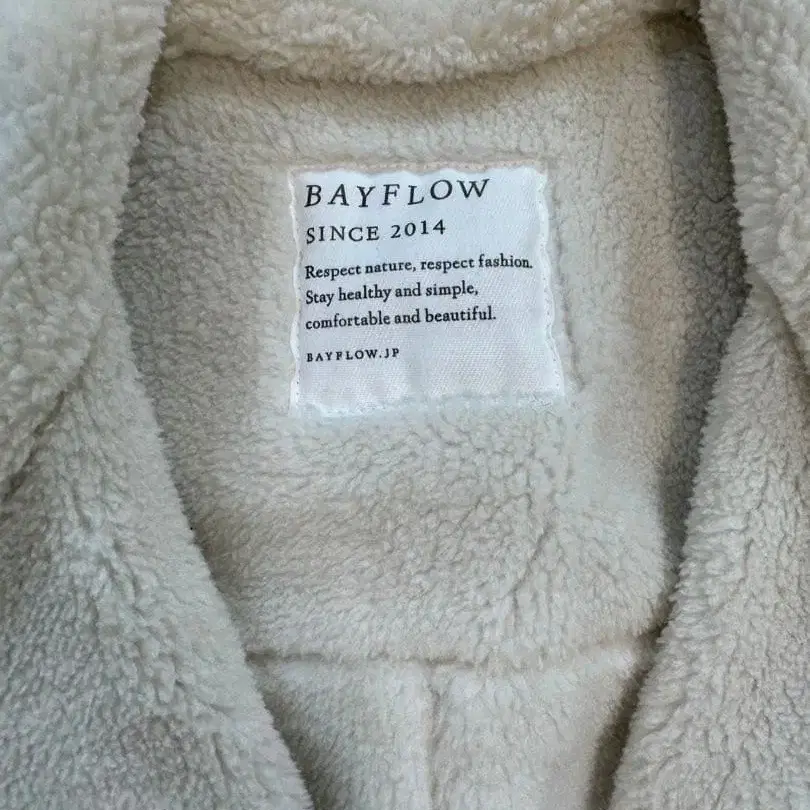 BAYFLOW
SINCE 2014
Respect nature, respect fashion.
Stay healthy and simple,
comfortable and beautiful.
BAYFLOW.JP